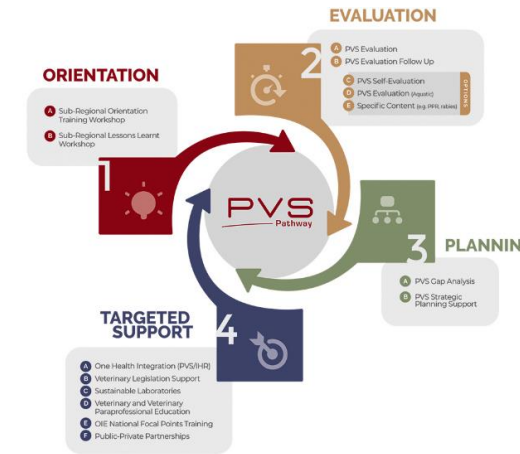 ORIENTATION
A Sub-Regional Orientation
Training Workshop
B Sub-Regional Lessons Learnt
Workshop
1
EVALUATION
2
A PVS Evaluation
B PVS Evaluation Follow Up
C PVS Self-Evaluation
D PVS Evaluation (Aquatic)
E Specific Content (e.g. PPR, rabies)
OPTIONS
PVS
Pathway
3
PLANNIN
A PVS Gap Analysis
B PVS Strategic
Planning Support
TARGETED
SUPPORT
4
A One Health Integration (PVS/IHR)
B Veterinary Legislation Support
C Sustainable Laboratories
D Veterinary and Veterinary
Paraprofessional Education
E OIE National Focal Points Training
F Public-Private Partnerships